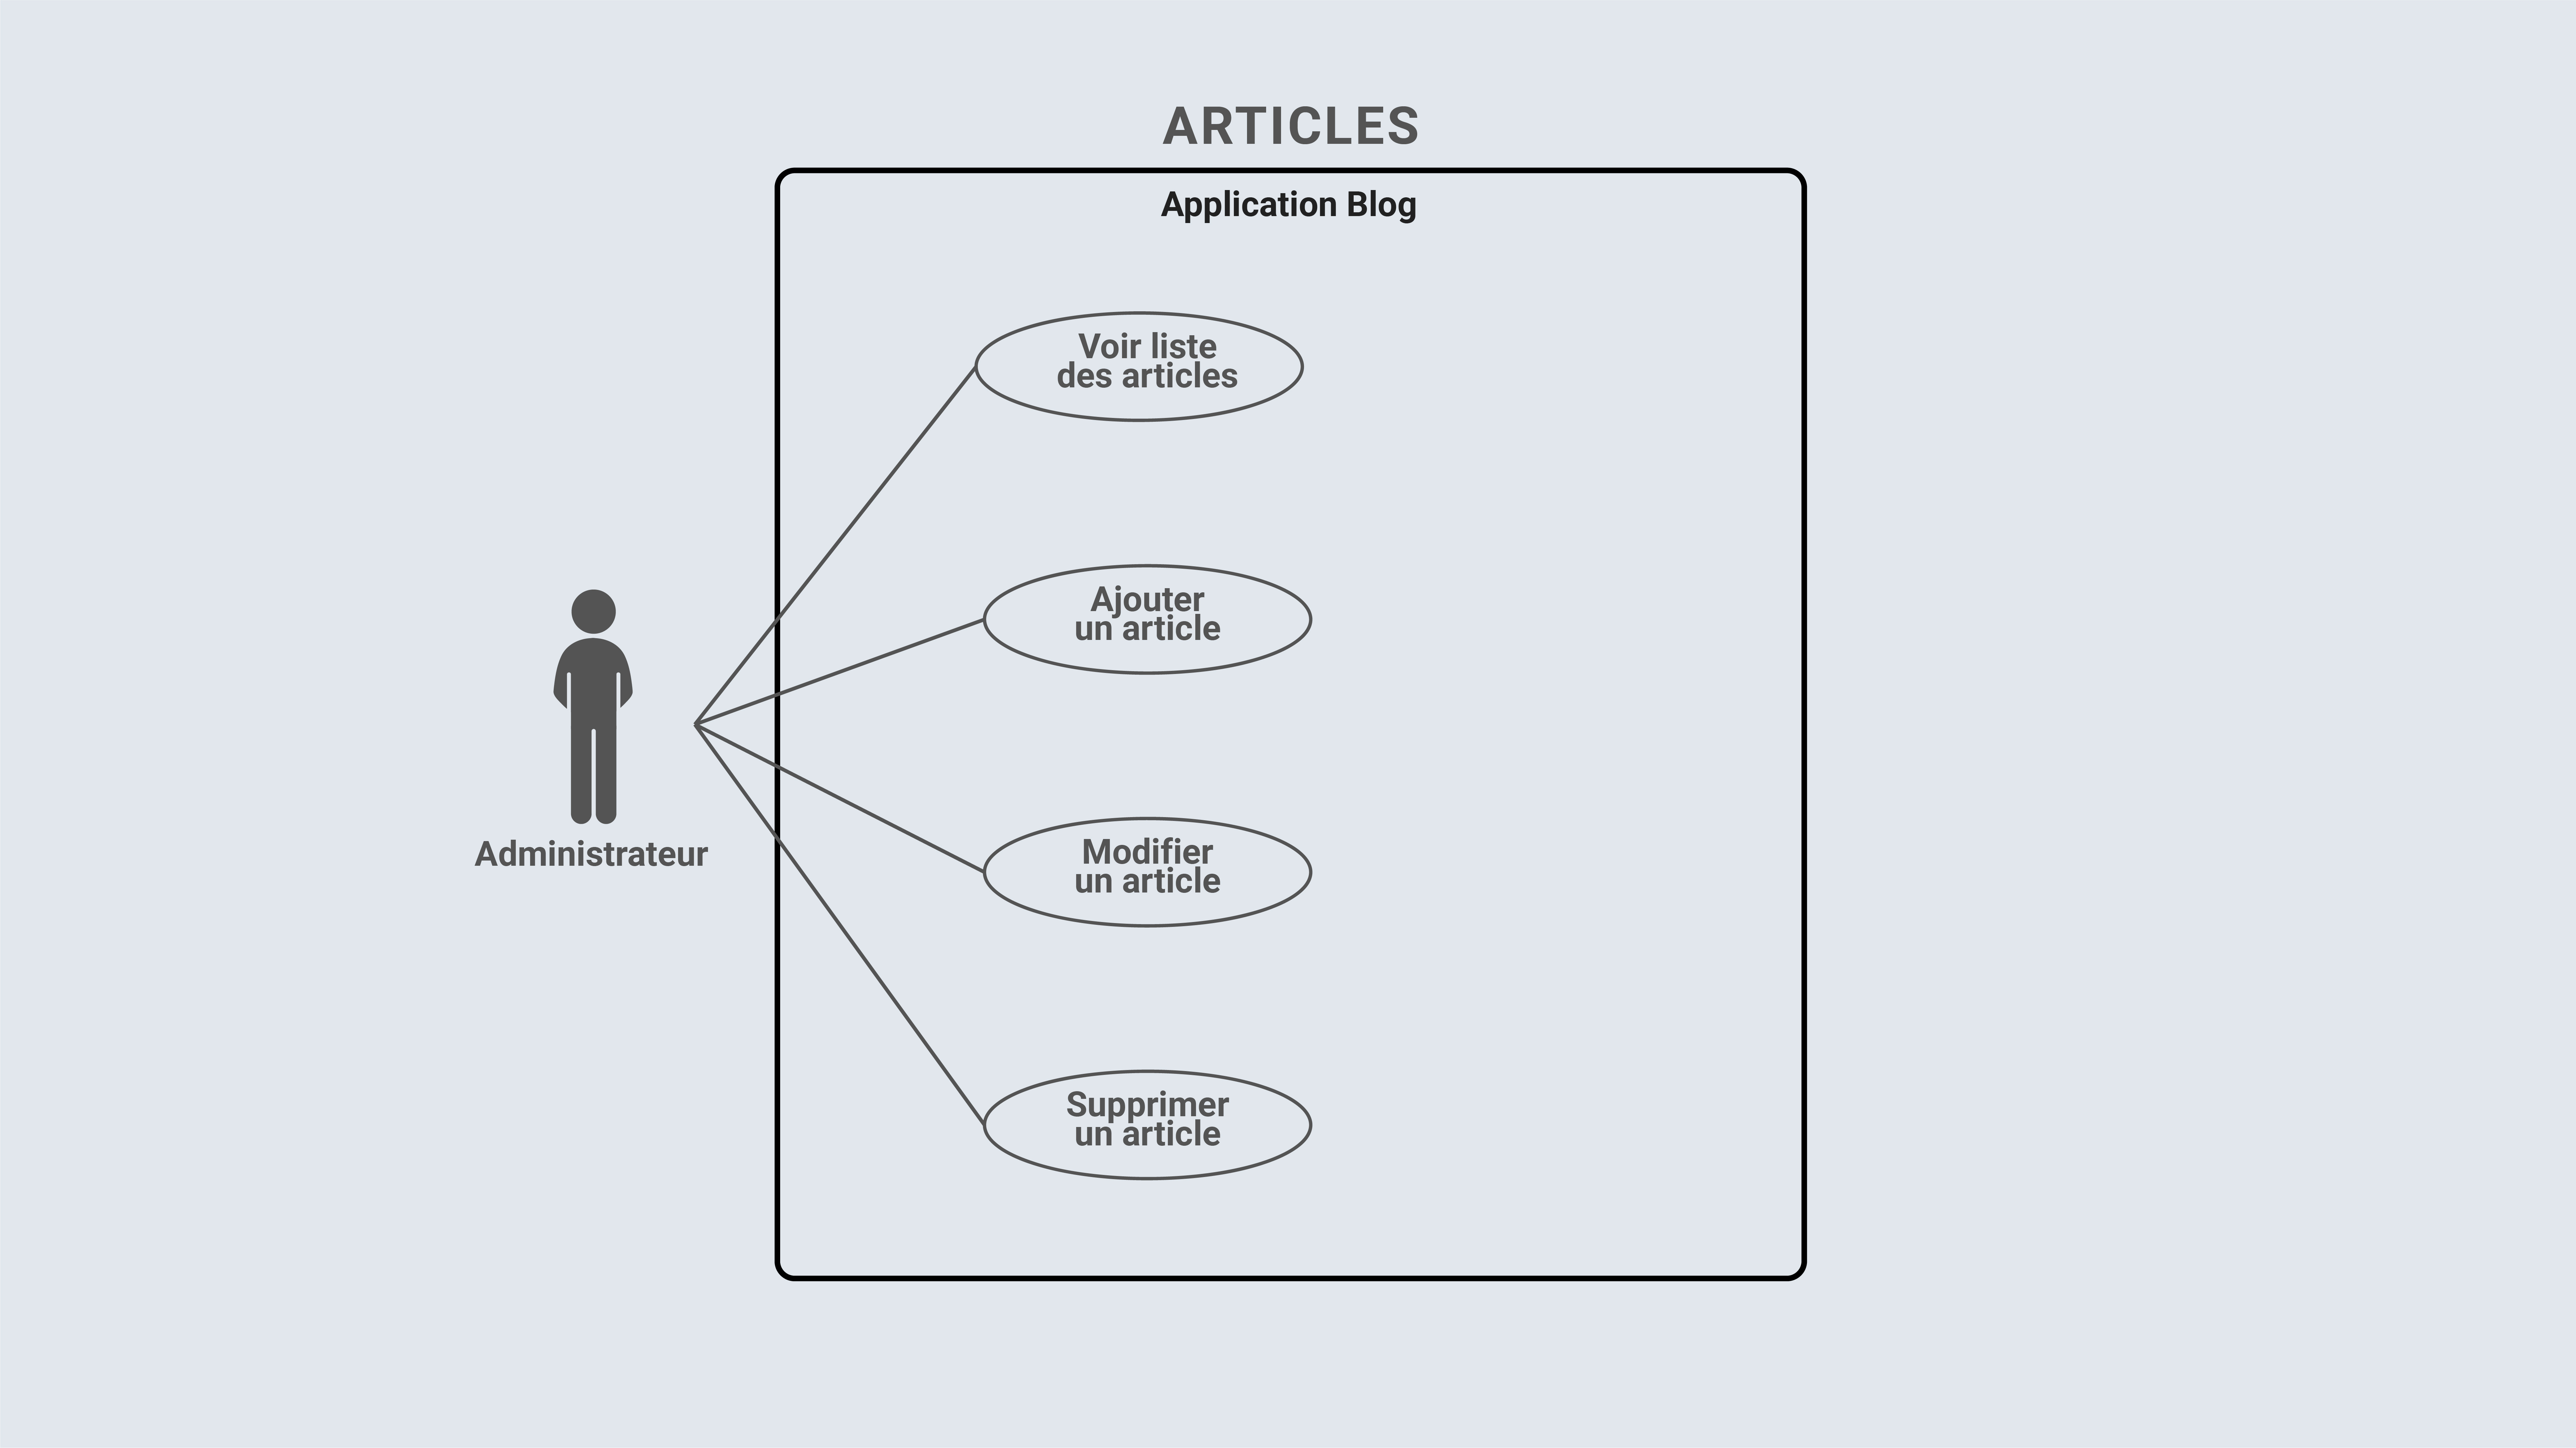 ARTICLES
Application Blog
Voir liste
des articles
Ajouter
un article
Administrateur
Modifier
un article
Supprimer
un article